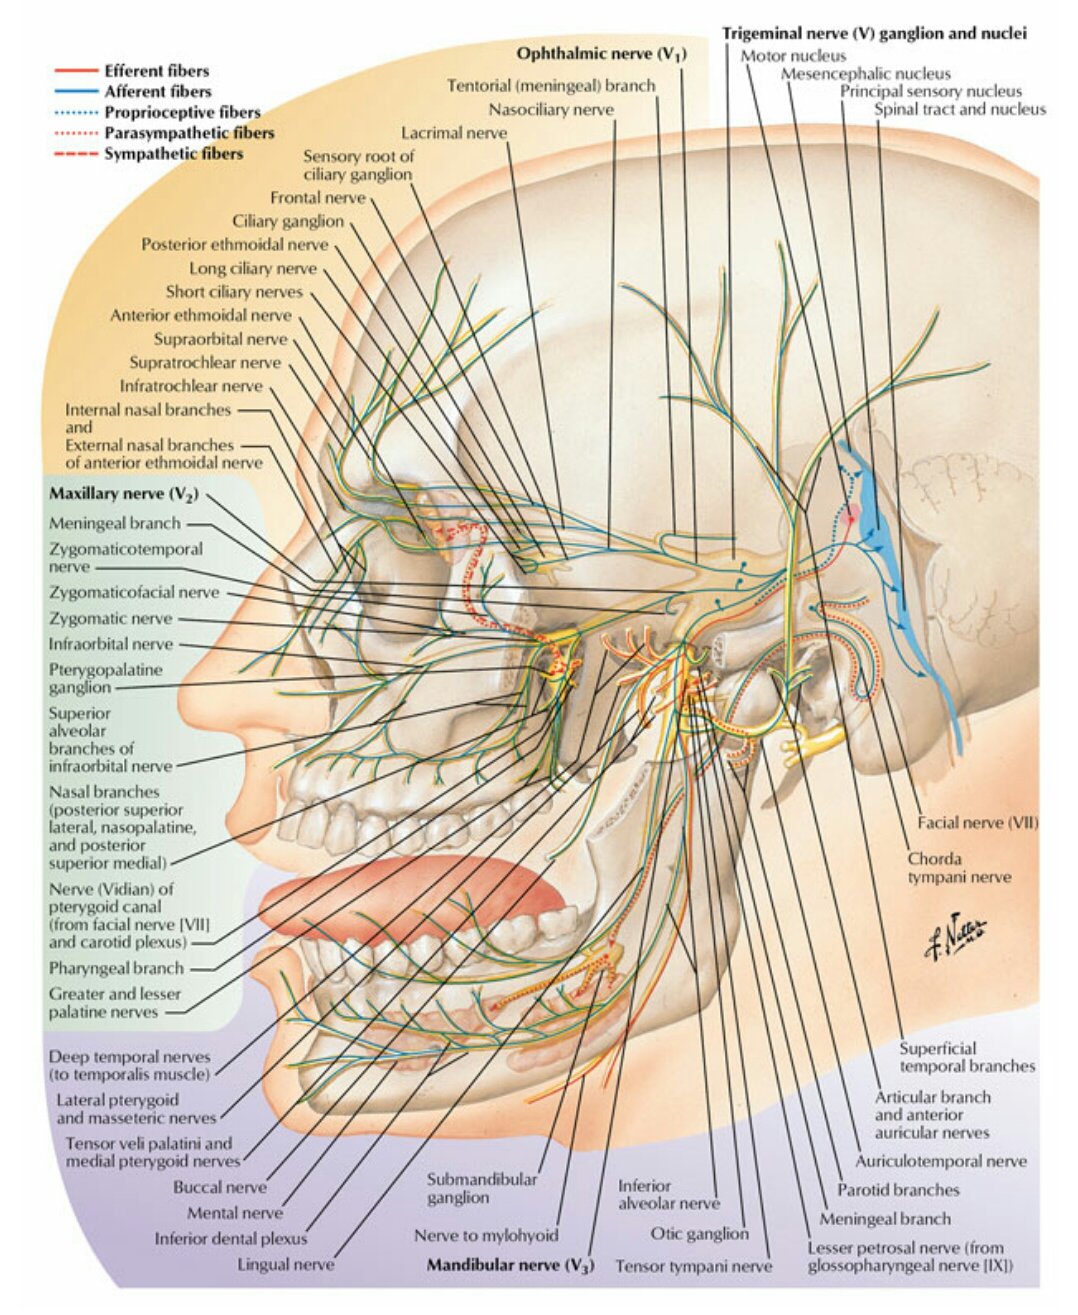 Trigeminal nerve (V) ganglion and nuclei
Motor nucleus
Mesencephalic nucleus
Principal sensory nucleus
Spinal tract and nucleus
Ophthalmic nerve (V1)
Tentorial (meningeal) branch
Nasociliary nerve
Lacrimal nerve
Sensory root of
ciliary ganglion
Frontal nerve
Ciliary ganglion
Posterior ethmoidal nerve
Long ciliary nerve
Short ciliary nerves
Anterior ethmoidal nerve
Supraorbital nerve
Supratrochlear nerve
Infratrochlear nerve
Internal nasal branches
and
External nasal branches
of anterior ethmoidal nerve
Efferent fibers
Afferent fibers
Proprioceptive fibers
Parasympathetic fibers
Sympathetic fibers
Maxillary nerve (V2)
Meningeal branch
Zygomaticotemporal
nerve
Zygomaticofacial nerve
Zygomatic nerve
Infraorbital nerve
Pterygopalatine
ganglion
Superior
alveolar
branches of
infraorbital nerve
Nasal branches
(posterior superior
lateral, nasopalatine,
and posterior
superior medial)
Nerve (Vidian) of
pterygoid canal
(from facial nerve [VII]
and carotid plexus)
Pharyngeal branch
Greater and lesser
palatine nerves
Deep temporal nerves
(to temporalis muscle)
Lateral pterygoid
and masseteric nerves
Tensor veli palatini and
medial pterygoid nerves
Buccal nerve
Mental nerve
Inferior dental plexus
Lingual nerve
Submandibular
ganglion
Nerve to mylohyoid
Mandibular nerve (V3)
Inferior
alveolar nerve
Otic ganglion
Tensor tympani nerve
Facial nerve (VII)
Chorda
tympani nerve
F. Netter
M.D.
Superficial
temporal branches
Articular branch
and anterior
auricular nerves
Auriculotemporal nerve
Parotid branches
Meningeal branch
Lesser petrosal nerve (from
glossopharyngeal nerve [IX])